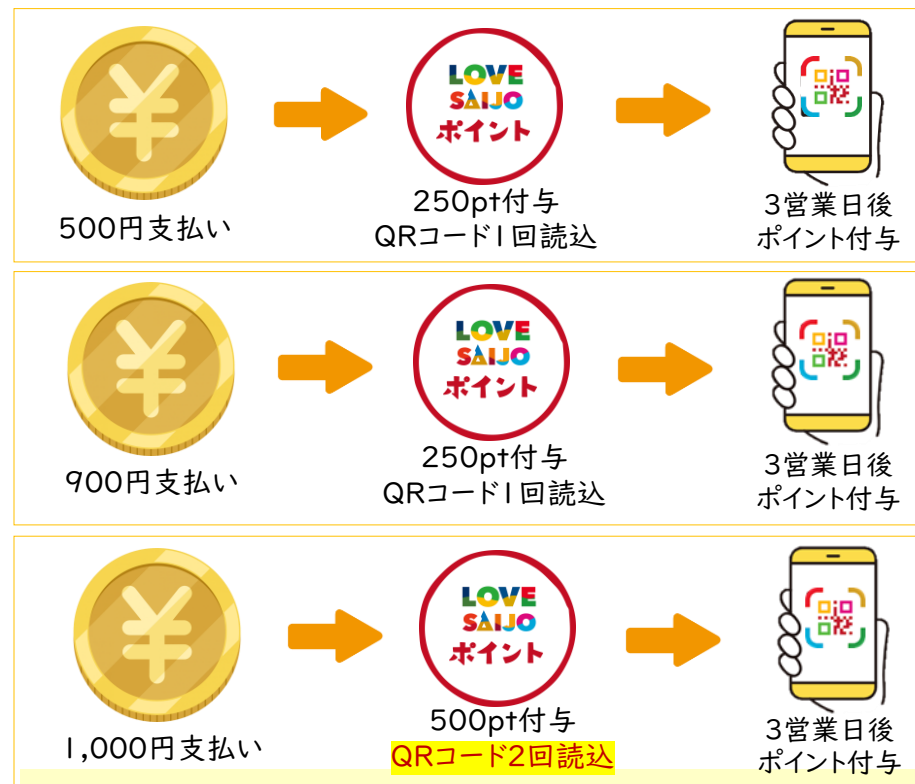 500円支払い
LOVE
SAIJO
ポイント
250pt付与
QRコード1回読込
3営業日後
ポイント付与
900円支払い
LOVE
SAIJO
ポイント
250pt付与
QRコード1回読込
3営業日後
ポイント付与
1,000円支払い
LOVE
SAIJO
ポイント
500pt付与
QRコード2回読込
3営業日後
ポイント付与